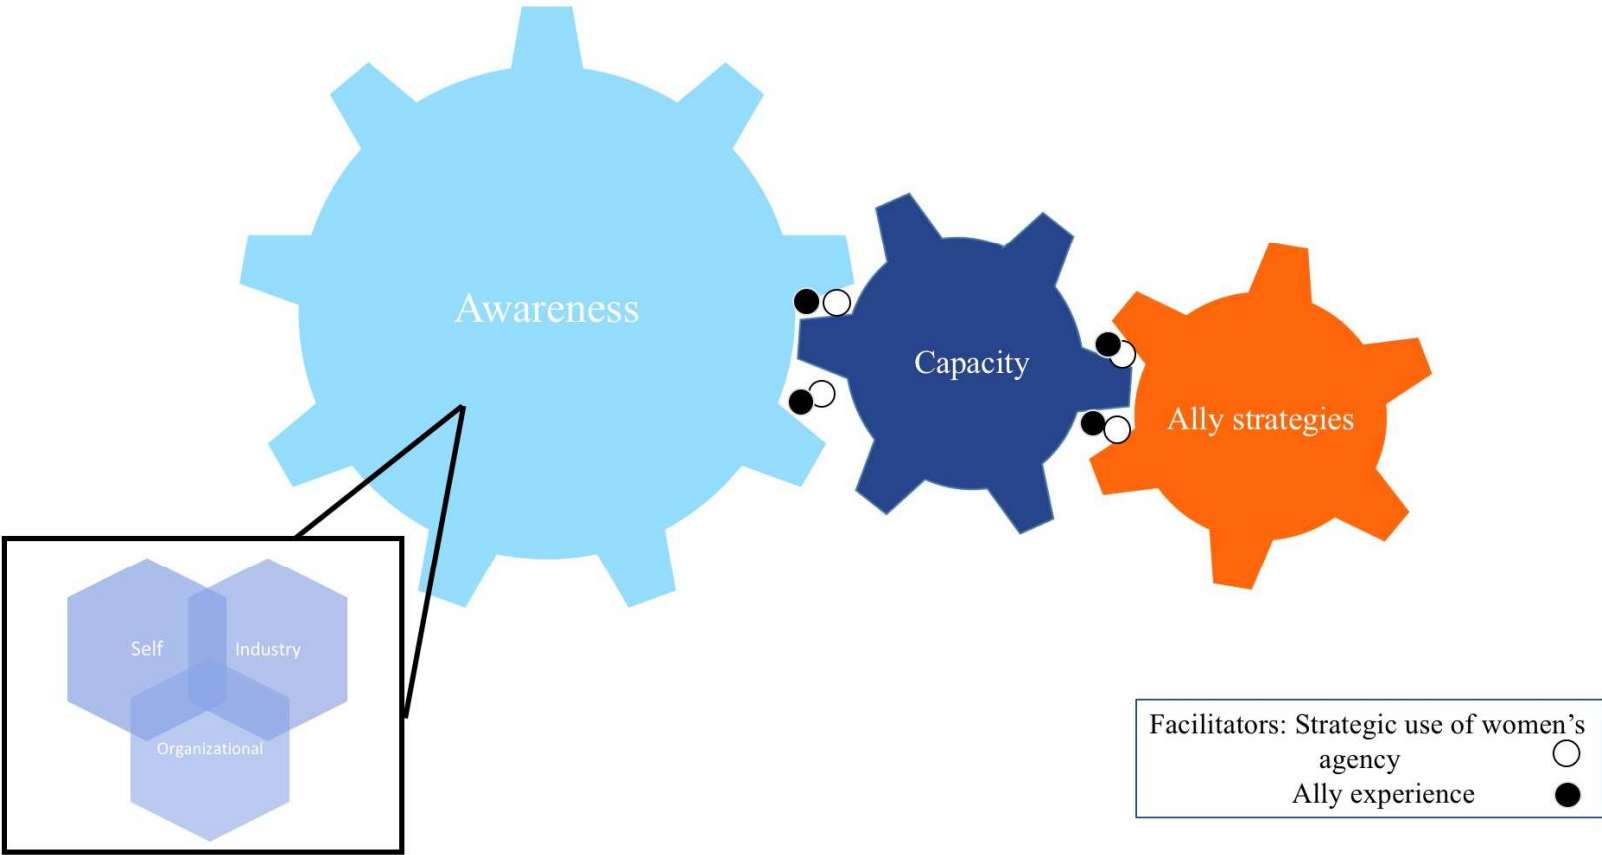 Awareness
Capacity
Ally strategies
Self
Industry
Organizational
Facilitators: Strategic use of women’s
agency
Ally experience